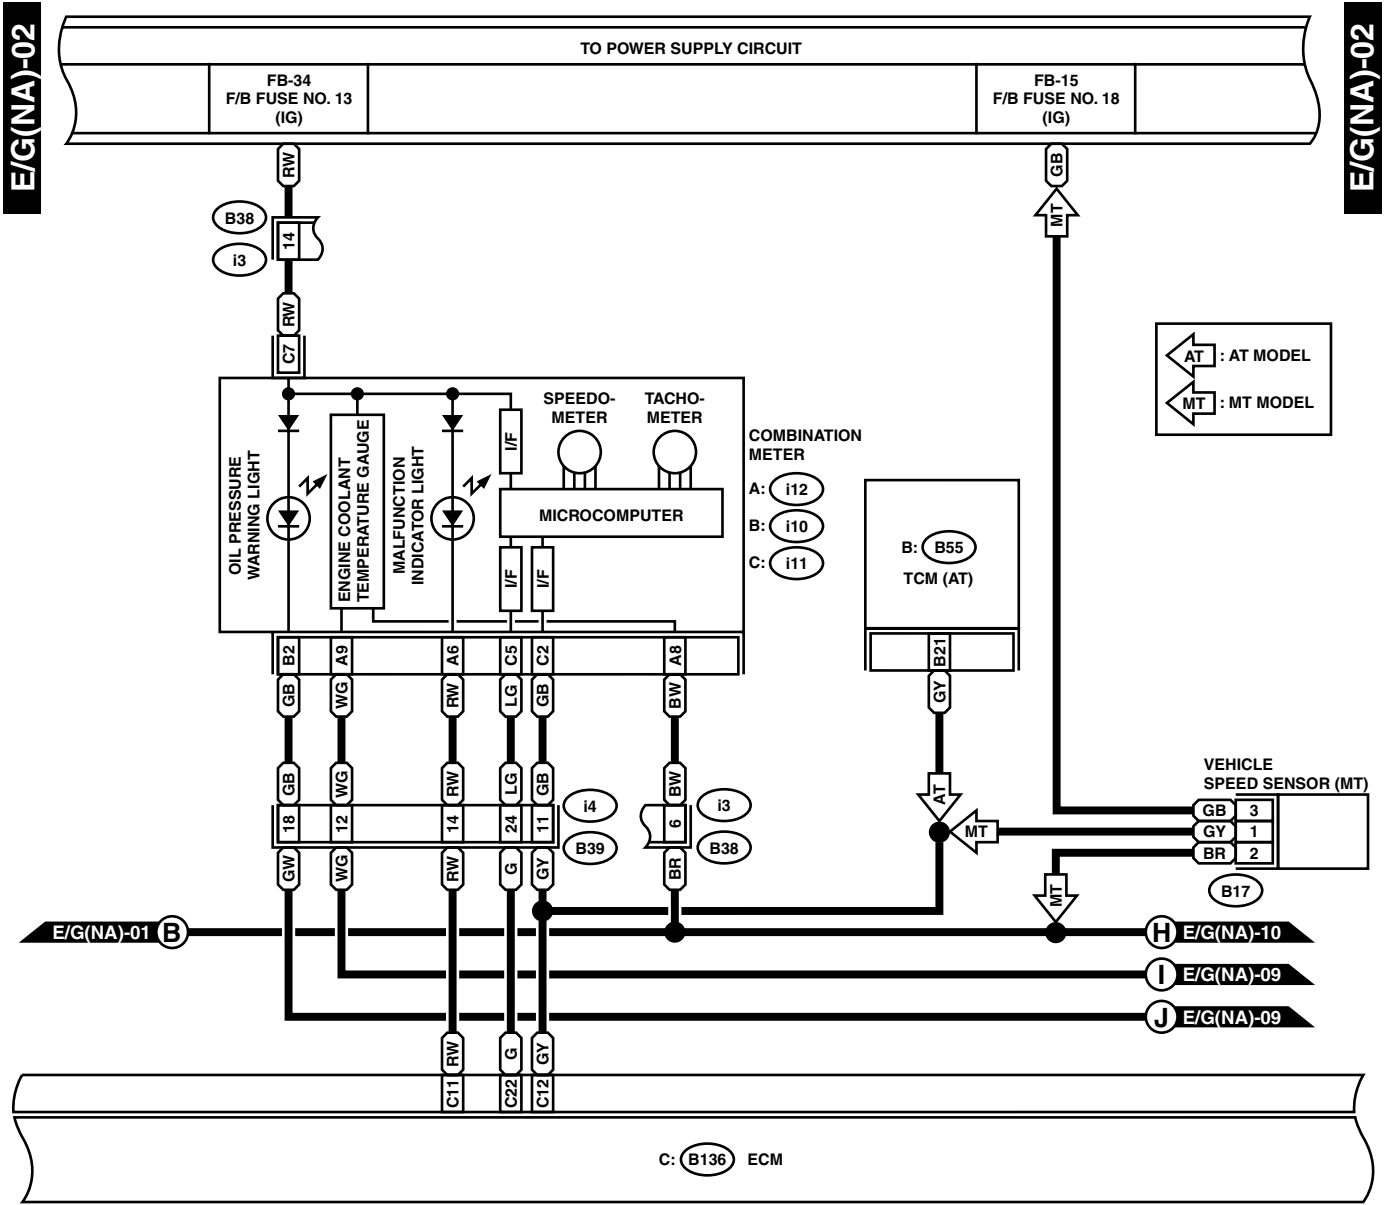 E/G(NA)-02
E/G(NA)-02
TO POWER SUPPLY CIRCUIT
FB-34
F/B FUSE NO. 13
(IG)
FB-15
F/B FUSE NO. 18
(IG)
RW
GB
MT
B38
14
i3
RW
C7
AT : AT MODEL
MT : MT MODEL
OIL PRESSURE
WARNING LIGHT
ENGINE COOLANT
TEMPERATURE GAUGE
MALFUNCTION
INDICATOR LIGHT
I/F
SPEEDO-
METER
TACHO-
METER
MICROCOMPUTER
I/F
I/F
COMBINATION
METER
A: i12
B: i10
C: i11
B: B55
TCM (AT)
B2 A9 A6 C5 C2 A8
B21
GB WG RW LG GB BW
GY
GB WG RW LG GB BW
AT
MT
VEHICLE
SPEED SENSOR (MT)
GB 3
GY 1
BR 2
B17
MT
18 12 14 24 11
i4
B39
6
i3
B38
GW WG RW G GY BR
E/G(NA)-01 B
H E/G(NA)-10
I E/G(NA)-09
J E/G(NA)-09
RW G GY
C11 C22 C12
C: B136 ECM